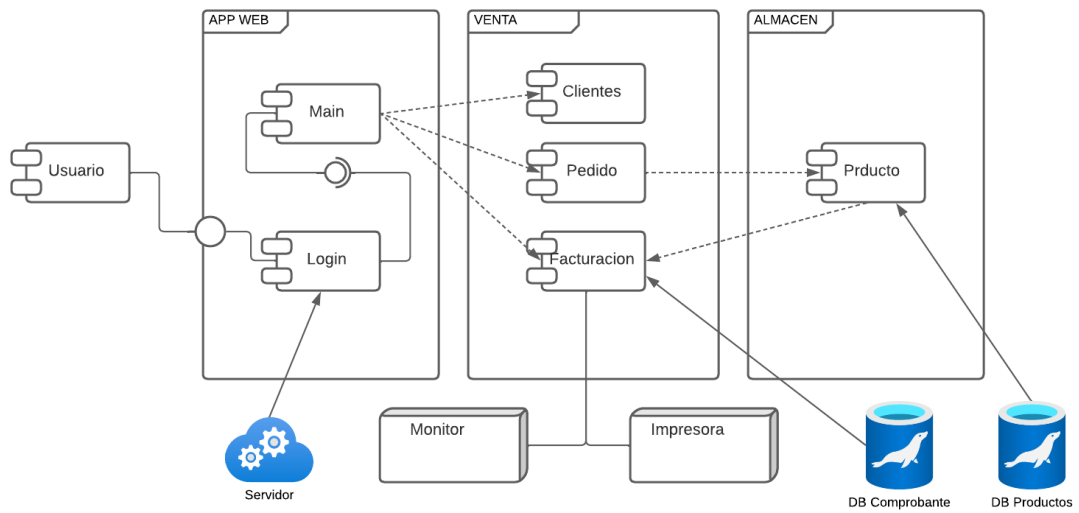 APP WEB
VENTA
ALMACEN
Main
Clientes
Usuario
Pedido
Prducto
Login
Facturacion
Monitor
Impresora
Servidor
DB Comprobante
DB Productos